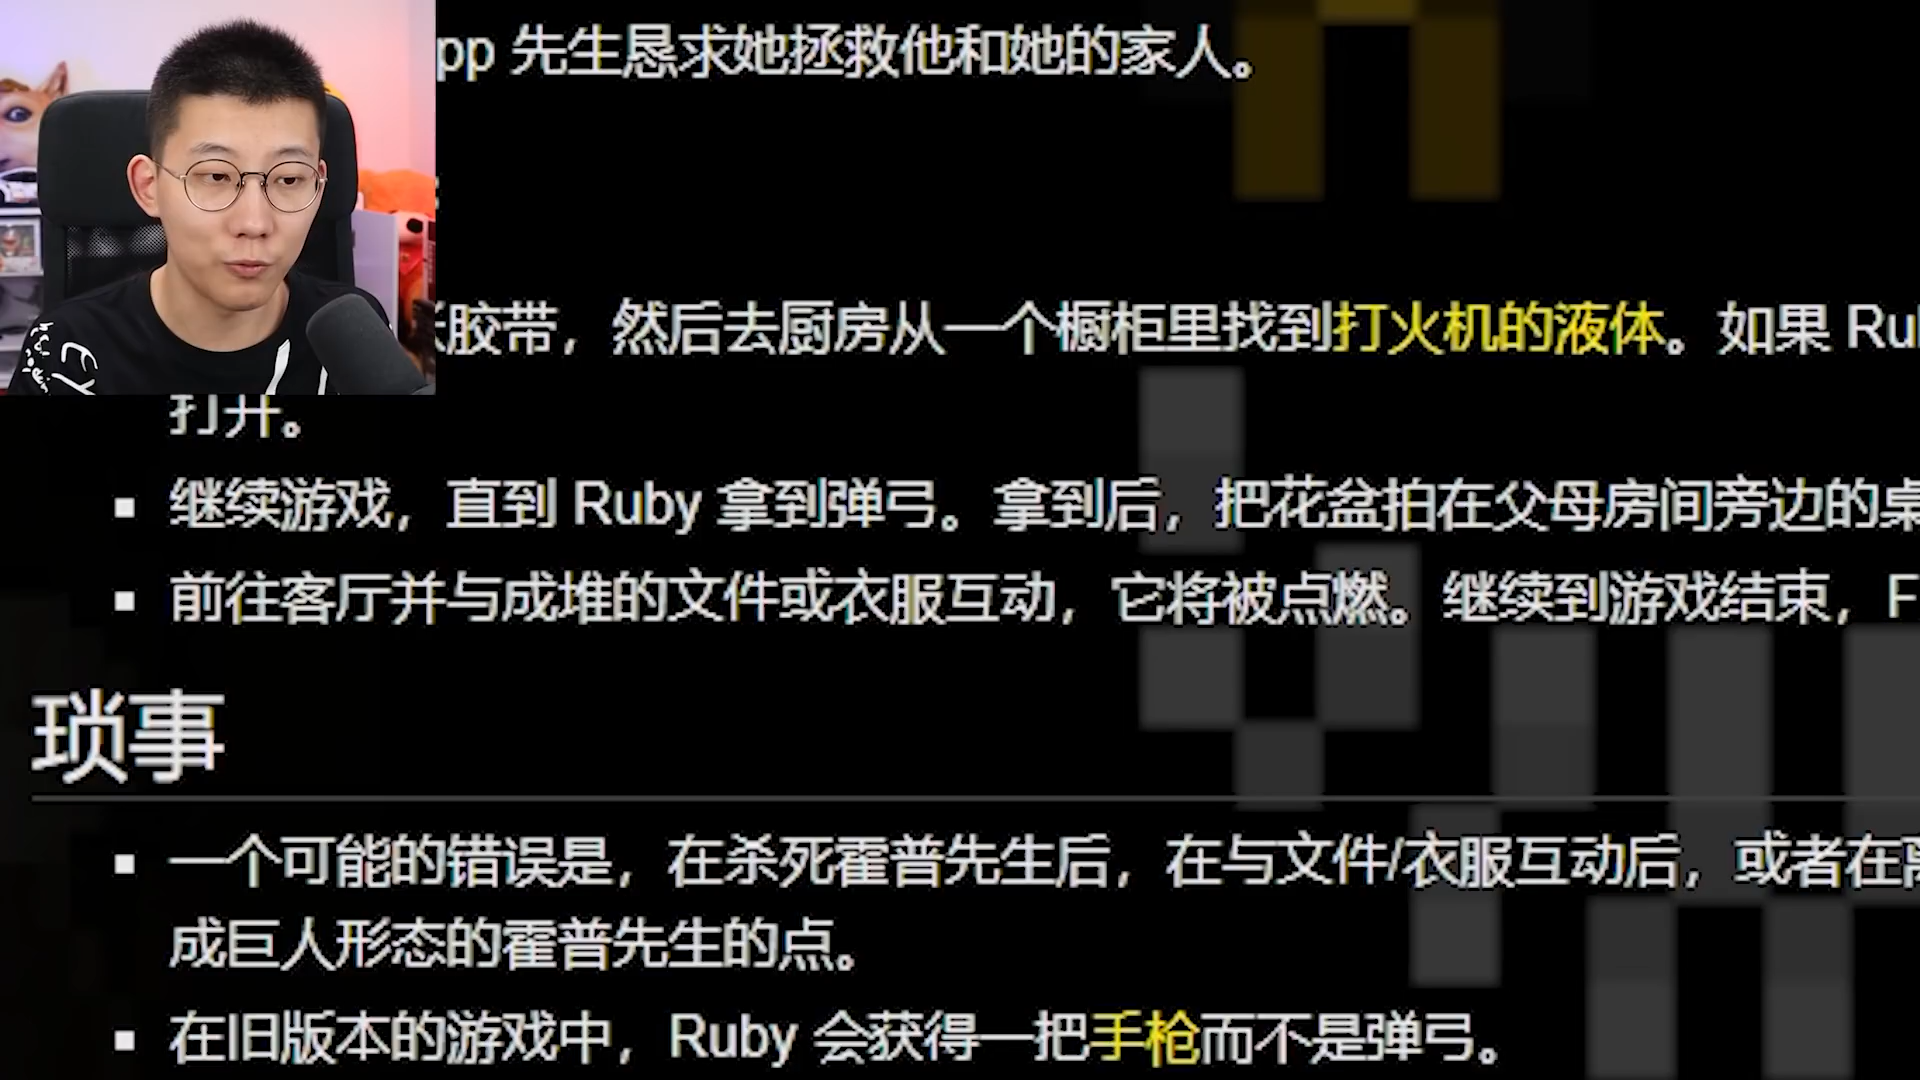 pp 先生恳求她拯救他和她的家人。
胶带，然后去厨房从一个橱柜里找到打火机的液体。如果 Ru
打开。
继续游戏，直到 Ruby 拿到弹弓。拿到后，把花盆拍在父母房间旁边的桌
前往客厅并与成堆的文件或衣服互动，它将被点燃。继续到游戏结束，F
琐事
一个可能的错误是，在杀死霍普先生后，在与文件/衣服互动后，或者在离
成巨人形态的霍普先生的点。
在旧版本的游戏中，Ruby 会获得一把手枪而不是弹弓。